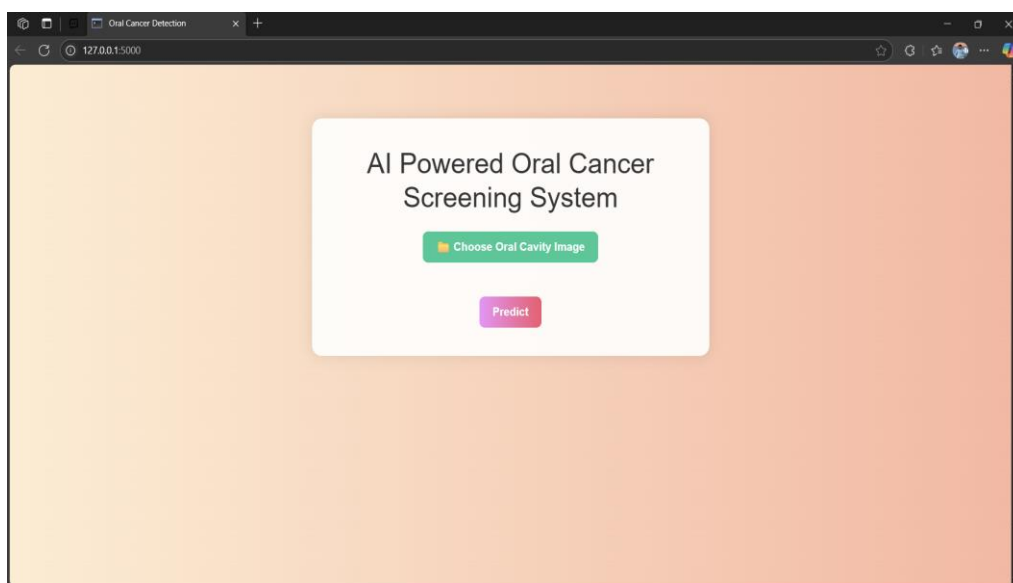 Oral Cancer Detection
127.0.0.1:5000
AI Powered Oral Cancer
Screening System
Choose Oral Cavity Image
Predict